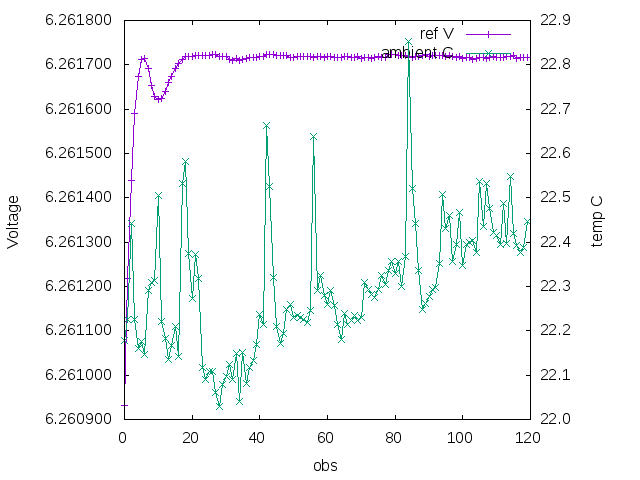 6.261800 22.9
ref V
ambient C
6.261700 22.8
6.261600 22.7
6.261500 22.6
6.261400 22.5
6.261300 22.4
6.261200 22.3
6.261100 22.2
6.261000 22.1
6.260900 22.0
Voltage
temp C
0 20 40 60 80 100 120
obs